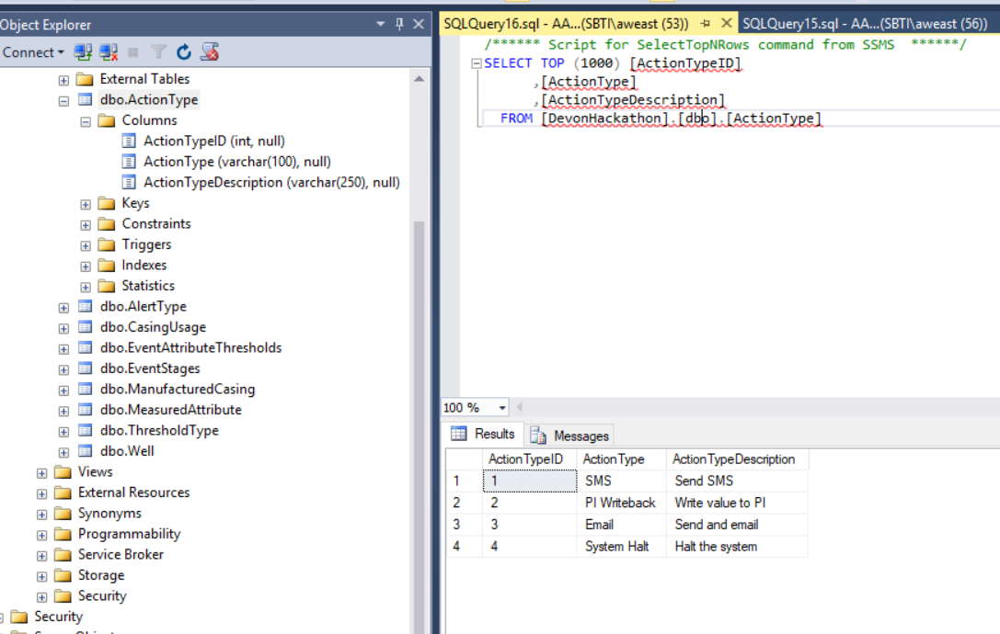 Object Explorer
Connect
External Tables
dbo.ActionType
Columns
ActionTypeID (int, null)
ActionType (varchar(100), null)
ActionTypeDescription (varchar(250), null)
Keys
Constraints
Triggers
Indexes
Statistics
dbo.AlertType
dbo.CasingUsage
dbo.EventAttributeThresholds
dbo.EventStages
dbo.ManufacturedCasing
dbo.MeasuredAttribute
dbo.ThresholdType
dbo.Well
Views
External Resources
Synonyms
Programmability
Service Broker
Storage
Security
Security
SQLQuery16.sql - AA...(SBTI\aweast (53)) SQLQuery15.sql - AA...(SBTI\aweast (56))
/****** Script for SelectTopNRows command from SSMS ******/
SELECT TOP (1000) [ActionTypeID]
,[ActionType]
,[ActionTypeDescription]
FROM [DevonHackathon].[dbo].[ActionType]
100 %
Results Messages
ActionTypeID ActionType ActionTypeDescription
1 1 SMS Send SMS
2 2 PI Writeback Write value to PI
3 3 Email Send and email
4 4 System Halt Halt the system